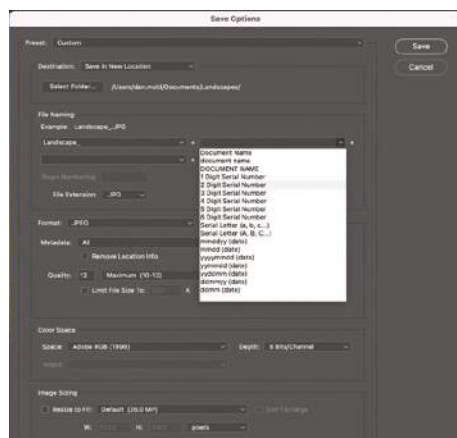 Save Options
Preset: Custom
Save
Cancel
Destination: Save in New Location
Select Folder... /Users/dan.mold/Documents/Landscapes/
File Naming
Example: Landscape_.JPG
Landscape_ +  +
+
Document Name
document name
DOCUMENT NAME
1 Digit Serial Number
2 Digit Serial Number
3 Digit Serial Number
4 Digit Serial Number
5 Digit Serial Number
6 Digit Serial Number
Serial Letter (a, b, c...)
Serial Letter (A, B, C...)
mmddyy (date)
mmdd (date)
yyyymmdd (date)
yymmdd (date)
yyddmm (date)
ddmmyy (date)
ddmm (date)
Begin Numbering:
File Extension: .JPG
Format: JPEG
Metadata: All
Remove Location Info
Quality: 12 Maximum (10-12)
Limit File Size To: K
Color Space
Space: Adobe RGB (1998) Depth: 8 Bits/Channel
Intent:
Image Sizing
Resize to Fit: Default (26.0 MP) Don't Enlarge
W: H: pixels